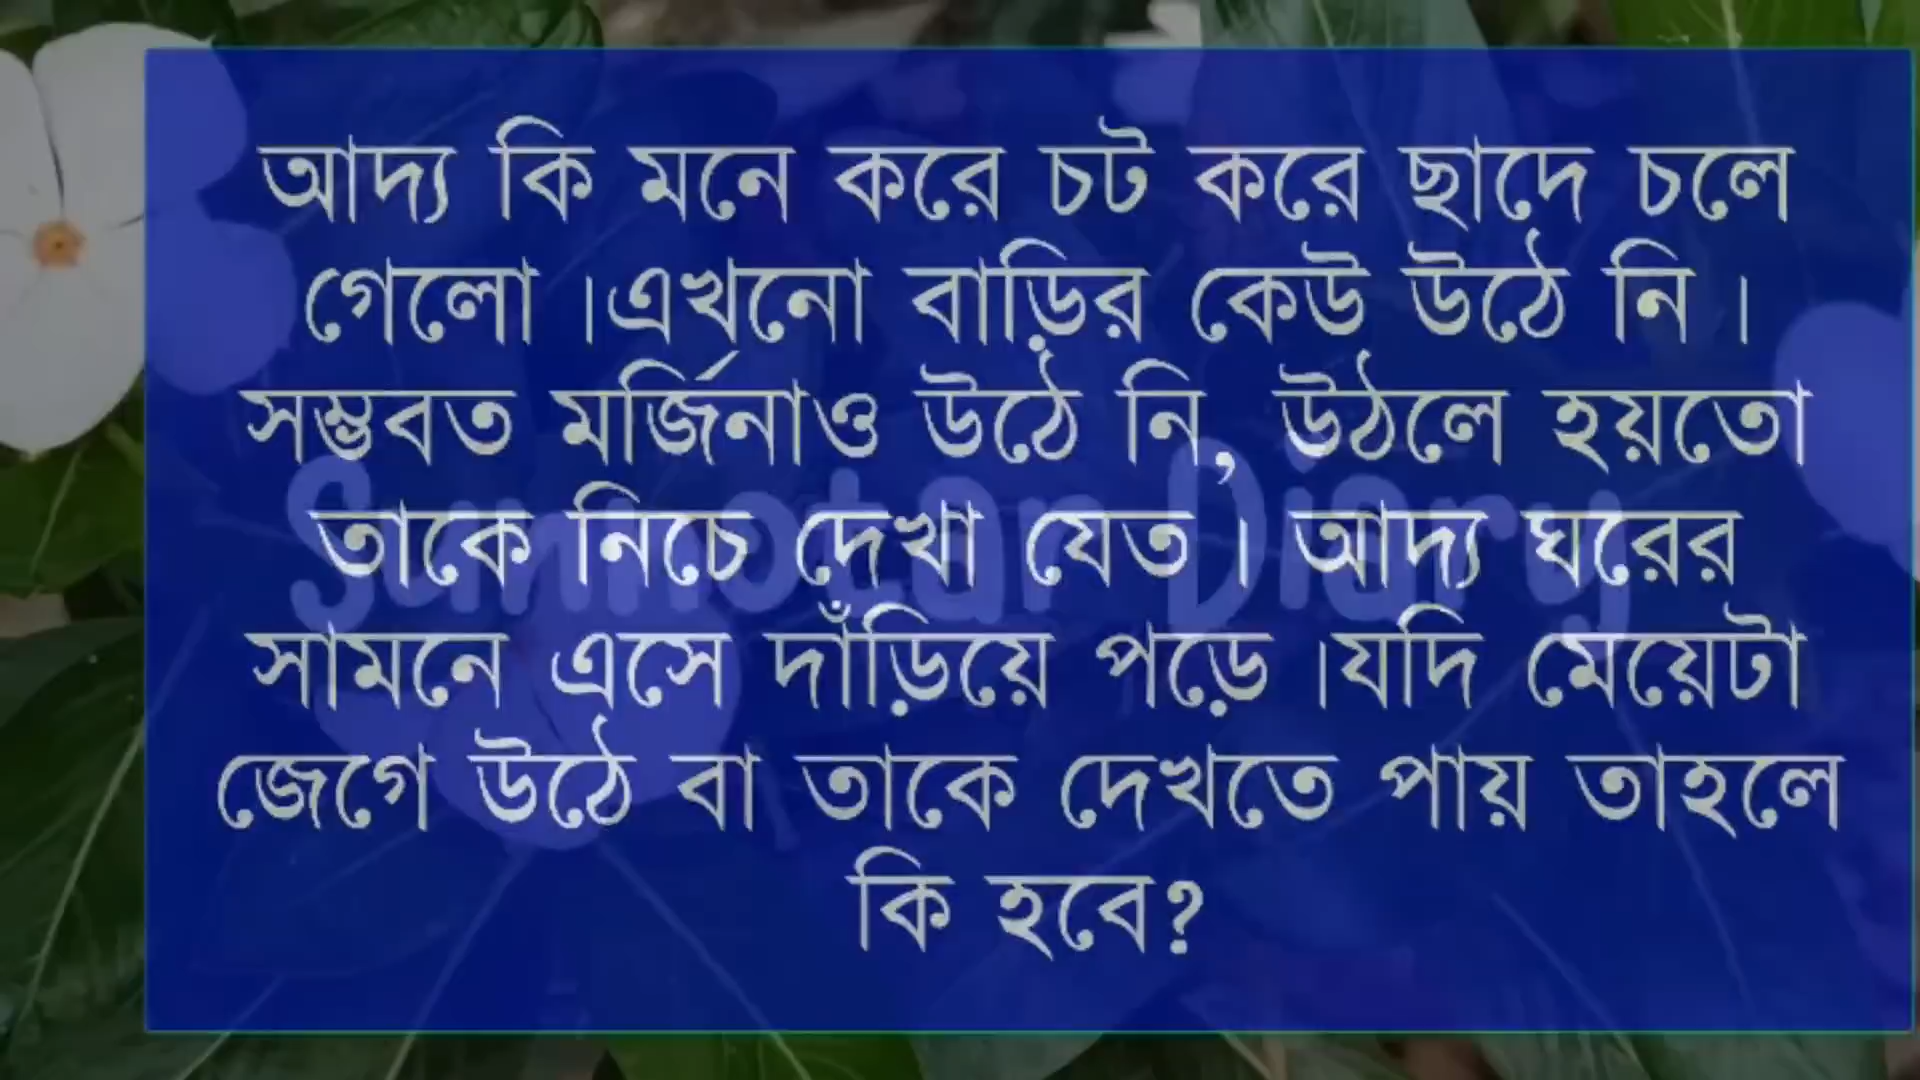 আদ্য কি মনে করে চট করে ছাদে চলে
গেলো ।এখনো বাড়ির কেউ উঠে নি ।
সম্ভবত মর্জিনাও উঠে নি, উঠলে হয়তো
তাকে নিচে দেখা যেত । আদ্য ঘরের
সামনে এসে দাঁড়িয়ে পড়ে ।যদি মেয়েটা
জেগে উঠে বা তাকে দেখতে পায় তাহলে
কি হবে?
Diary